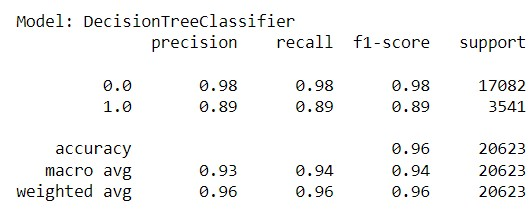 Model: DecisionTreeClassifier
precision recall f1-score support
0.0 0.98 0.98 0.98 17082
1.0 0.89 0.89 0.89 3541
accuracy 0.96 20623
macro avg 0.93 0.94 0.94 20623
weighted avg 0.96 0.96 0.96 20623